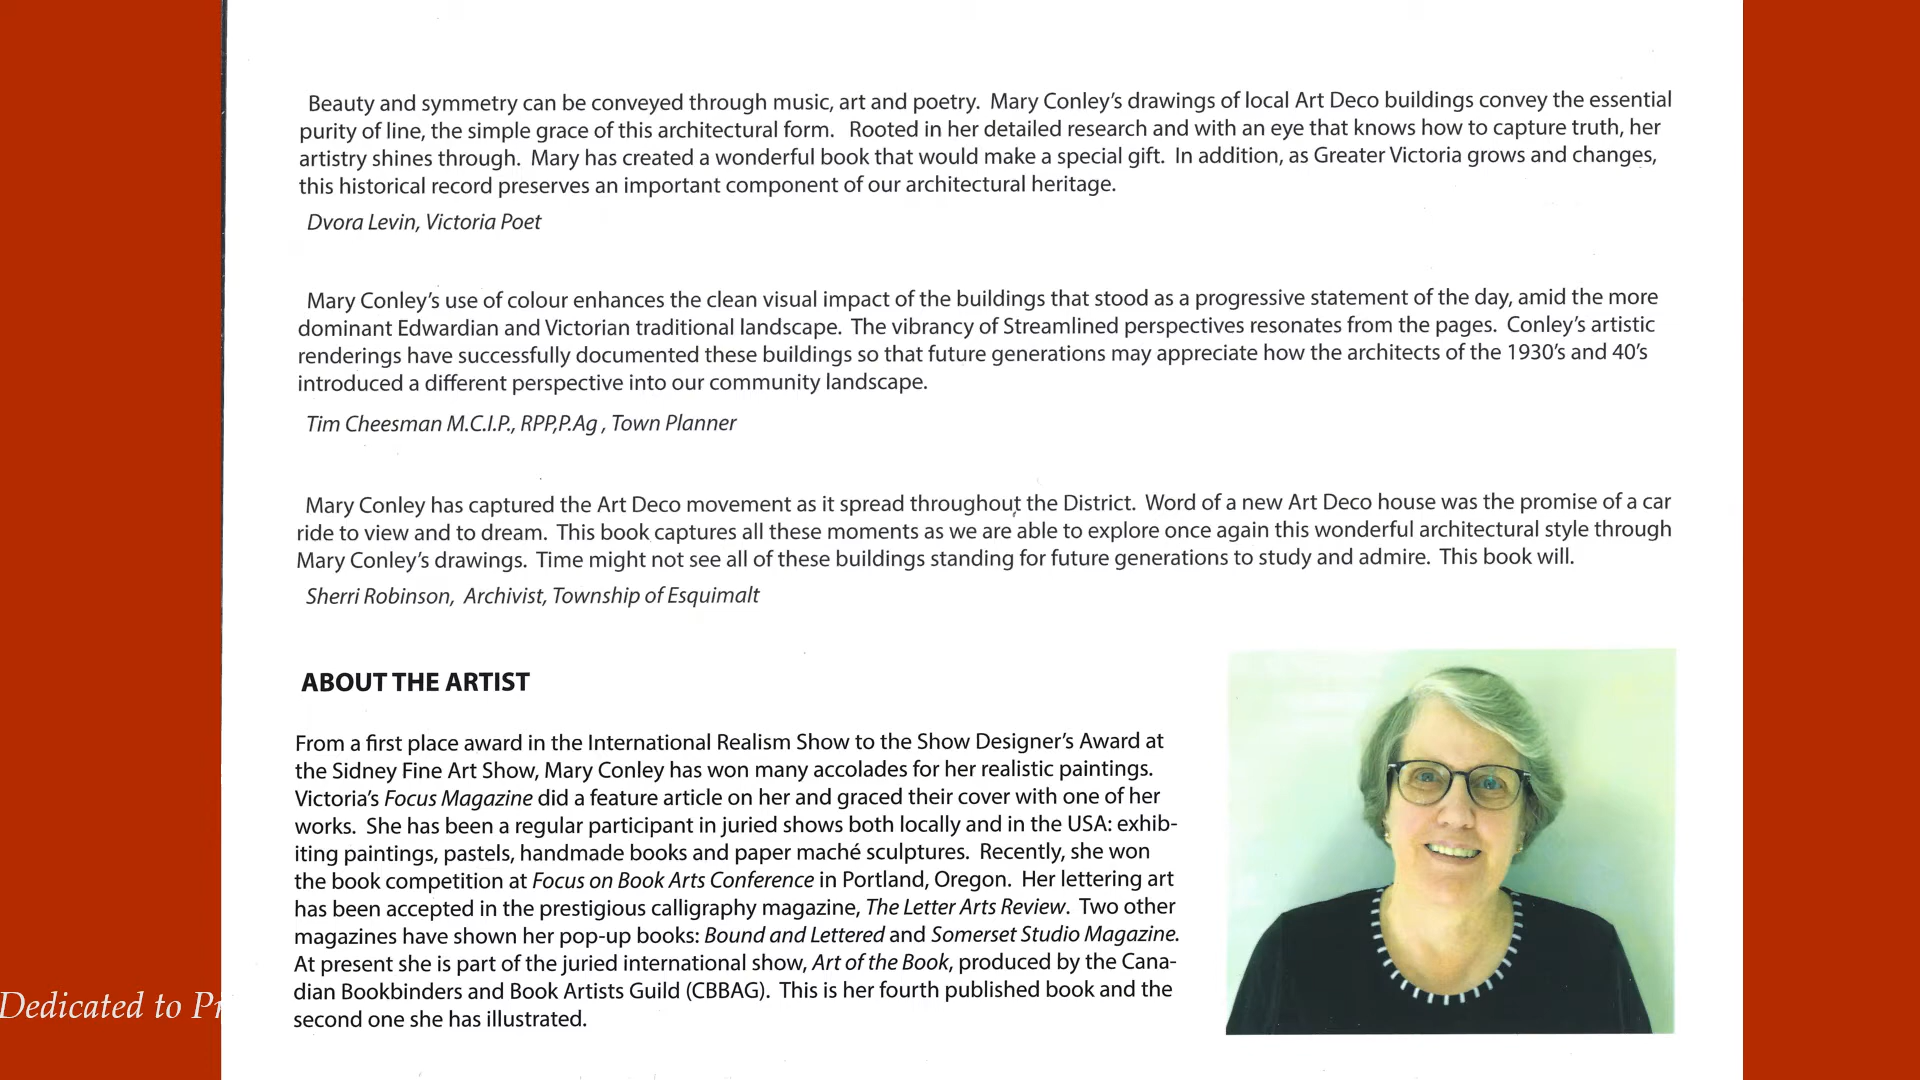 Beauty and symmetry can be conveyed through music, art and poetry.  Mary Conley's drawings of local Art Deco buildings convey the essential
purity of line, the simple grace of this architectural form.   Rooted in her detailed research and with an eye that knows how to capture truth, her
artistry shines through.  Mary has created a wonderful book that would make a special gift.  In addition, as Greater Victoria grows and changes,
this historical record preserves an important component of our architectural heritage.
Dvora Levin, Victoria Poet
Mary Conley's use of colour enhances the clean visual impact of the buildings that stood as a progressive statement of the day, amid the more
dominant Edwardian and Victorian traditional landscape.  The vibrancy of Streamlined perspectives resonates from the pages.  Conley's artistic
renderings have successfully documented these buildings so that future generations may appreciate how the architects of the 1930's and 40's
introduced a different perspective into our community landscape.
Tim Cheesman M.C.I.P., RPP,P.Ag , Town Planner
Mary Conley has captured the Art Deco movement as it spread throughout the District.  Word of a new Art Deco house was the promise of a car
ride to view and to dream.  This book captures all these moments as we are able to explore once again this wonderful architectural style through
Mary Conley's drawings.  Time might not see all of these buildings standing for future generations to study and admire.  This book will.
Sherri Robinson,  Archivist, Township of Esquimalt
ABOUT THE ARTIST
From a first place award in the International Realism Show to the Show Designer's Award at
the Sidney Fine Art Show, Mary Conley has won many accolades for her realistic paintings.
Victoria's Focus Magazine did a feature article on her and graced their cover with one of her
works.  She has been a regular participant in juried shows both locally and in the USA: exhib-
iting paintings, pastels, handmade books and paper maché sculptures.  Recently, she won
the book competition at Focus on Book Arts Conference in Portland, Oregon.  Her lettering art
has been accepted in the prestigious calligraphy magazine, The Letter Arts Review.  Two other
magazines have shown her pop-up books: Bound and Lettered and Somerset Studio Magazine.
At present she is part of the juried international show, Art of the Book, produced by the Cana-
dian Bookbinders and Book Artists Guild (CBBAG).  This is her fourth published book and the
second one she has illustrated.
Dedicated to